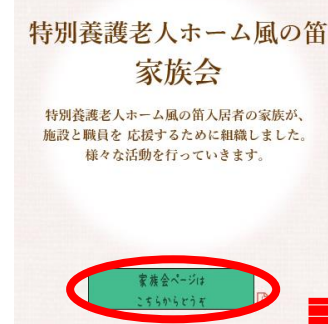 特別養護老人ホーム風の笛
家族会
特別養護老人ホーム風の笛入居者の家族が、
施設と職員を 応援するために組織しました。
様々な活動を行っていきます。
家族会ページは
こちらからどうぞ